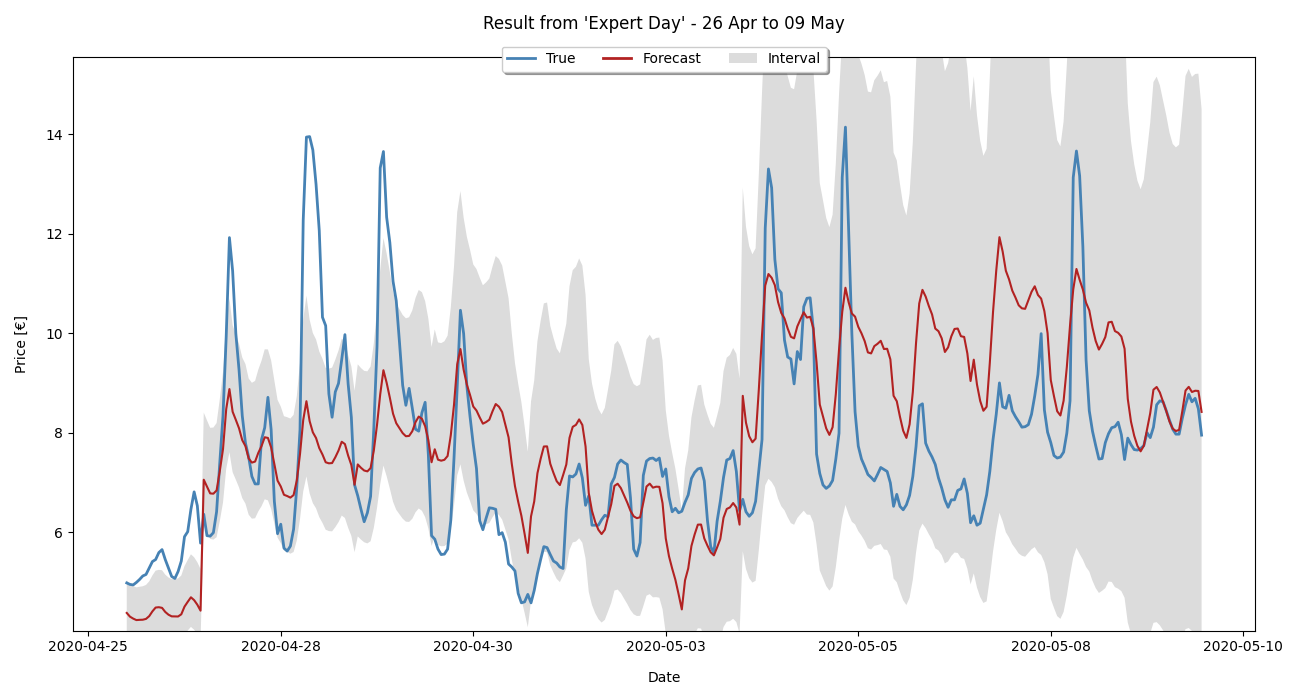 Result from 'Expert Day' - 26 Apr to 09 May
True Forecast Interval
Price [€]
14
12
10
8
6
2020-04-25 2020-04-28 2020-04-30 2020-05-03 2020-05-05 2020-05-08 2020-05-10
Date